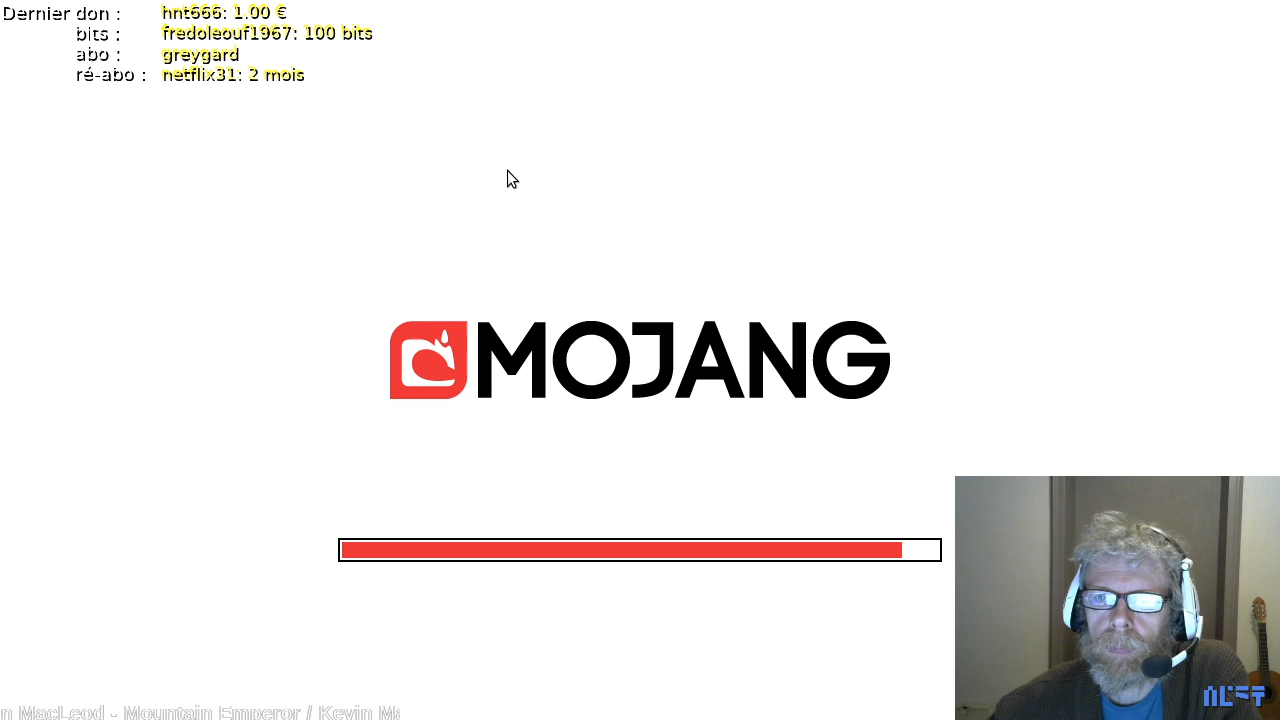 Dernier don : hnt666: 1.00 €
bits : fredoleouf1967: 100 bits
abo : greygard
ré-abo : netflix31: 2 mois
MOJANG
n MacLeod - Mountain Emperor / Kevin Ma